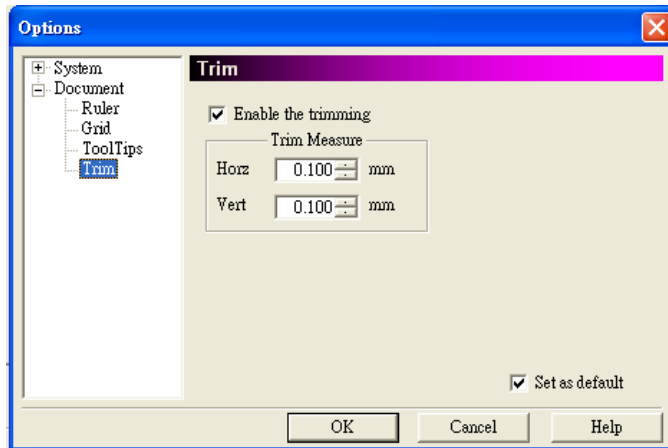 Options
System
Document
Ruler
Grid
ToolTips
Trim
Trim
Enable the trimming
Trim Measure
Horz 0.100 mm
Vert 0.100 mm
Set as default
OK Cancel Help